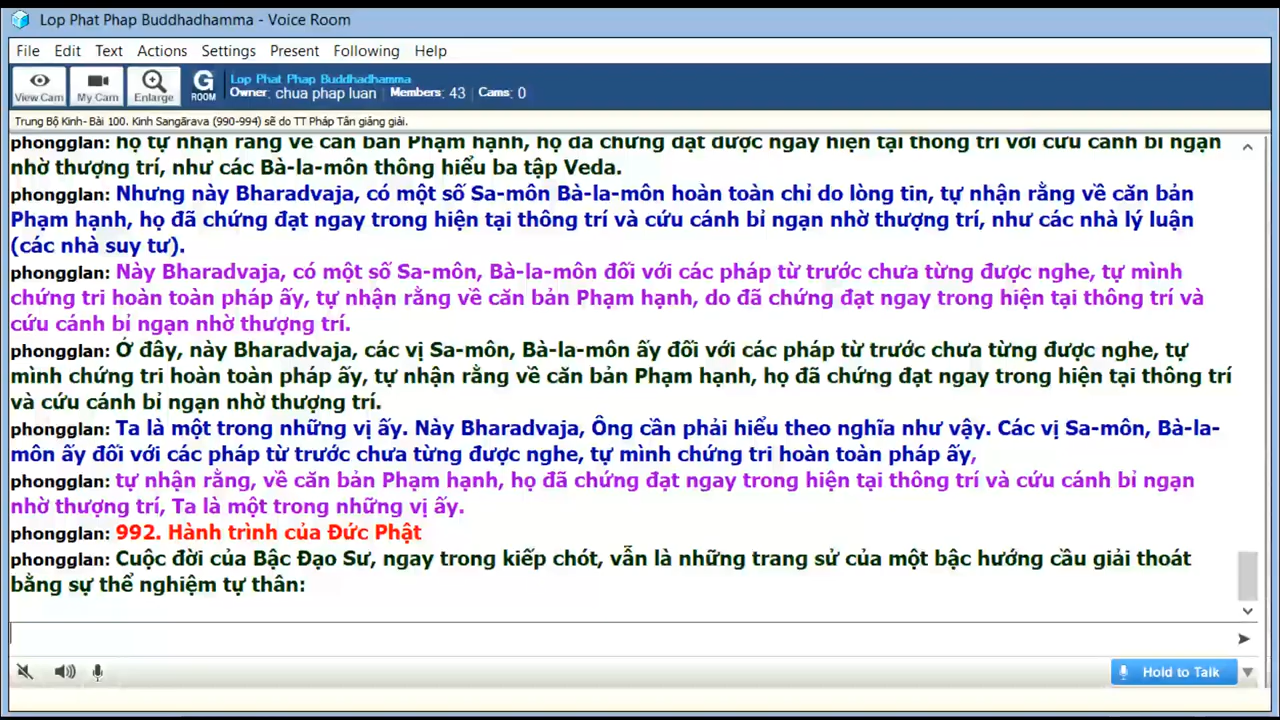 Lop Phat Phap Buddhadhamma - Voice Room
File Edit Text Actions Settings Present Following Help
View Cam My Cam Enlarge G ROOM
Lop Phat Phap Buddhadhamma
Owner: chua phap luan , Members: 43 Cams: 0
Trung Bộ Kinh- Bài 100. Kinh Sangārava (990-994) sẽ do TT Pháp Tân giảng giải.
phongglan: họ tự nhận rằng về căn bản Phạm hạnh, họ đã chứng đạt được ngay hiện tại thông trí với cứu cánh bỉ ngạn
nhờ thượng trí, như các Bà-la-môn thông hiểu ba tập Veda.
phongglan: Nhưng này Bharadvaja, có một số Sa-môn Bà-la-môn hoàn toàn chỉ do lòng tin, tự nhận rằng về căn bản
Phạm hạnh, họ đã chứng đạt ngay trong hiện tại thông trí và cứu cánh bỉ ngạn nhờ thượng trí, như các nhà lý luận
(các nhà suy tư).
phongglan: Này Bharadvaja, có một số Sa-môn, Bà-la-môn đối với các pháp từ trước chưa từng được nghe, tự mình
chứng tri hoàn toàn pháp ấy, tự nhận rằng về căn bản Phạm hạnh, do đã chứng đạt ngay trong hiện tại thông trí và
cứu cánh bỉ ngạn nhờ thượng trí.
phongglan: Ở đây, này Bharadvaja, các vị Sa-môn, Bà-la-môn ấy đối với các pháp từ trước chưa từng được nghe, tự
mình chứng tri hoàn toàn pháp ấy, tự nhận rằng về căn bản Phạm hạnh, họ đã chứng đạt ngay trong hiện tại thông trí
và cứu cánh bỉ ngạn nhờ thượng trí.
phongglan: Ta là một trong những vị ấy. Này Bharadvaja, Ông cần phải hiểu theo nghĩa như vậy. Các vị Sa-môn, Bà-la-
môn ấy đối với các pháp từ trước chưa từng được nghe, tự mình chứng tri hoàn toàn pháp ấy,
phongglan: tự nhận rằng, về căn bản Phạm hạnh, họ đã chứng đạt ngay trong hiện tại thông trí và cứu cánh bỉ ngạn
nhờ thượng trí, Ta là một trong những vị ấy.
phongglan: 992. Hành trình của Đức Phật
phongglan: Cuộc đời của Bậc Đạo Sư, ngay trong kiếp chót, vẫn là những trang sử của một bậc hướng cầu giải thoát
bằng sự thể nghiệm tự thân:
Hold to Talk